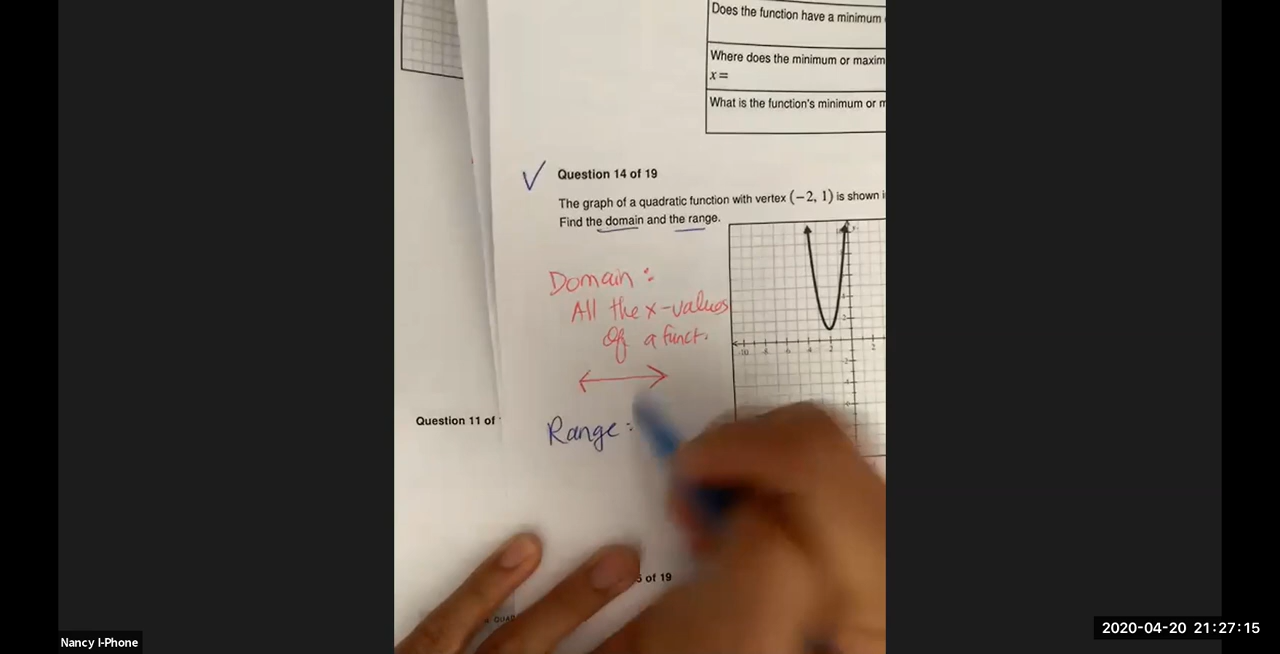 Does the function have a minimum
Where does the minimum or maxim
x =
What is the function's minimum or m
Question 14 of 19
The graph of a quadratic function with vertex (−2, 1) is shown i
Find the domain and the range.
Domain:
All the x-values
of a funct.
Range:
Question 11 of
5 of 19
QUAD
Nancy I-Phone
2020-04-20 21:27:15